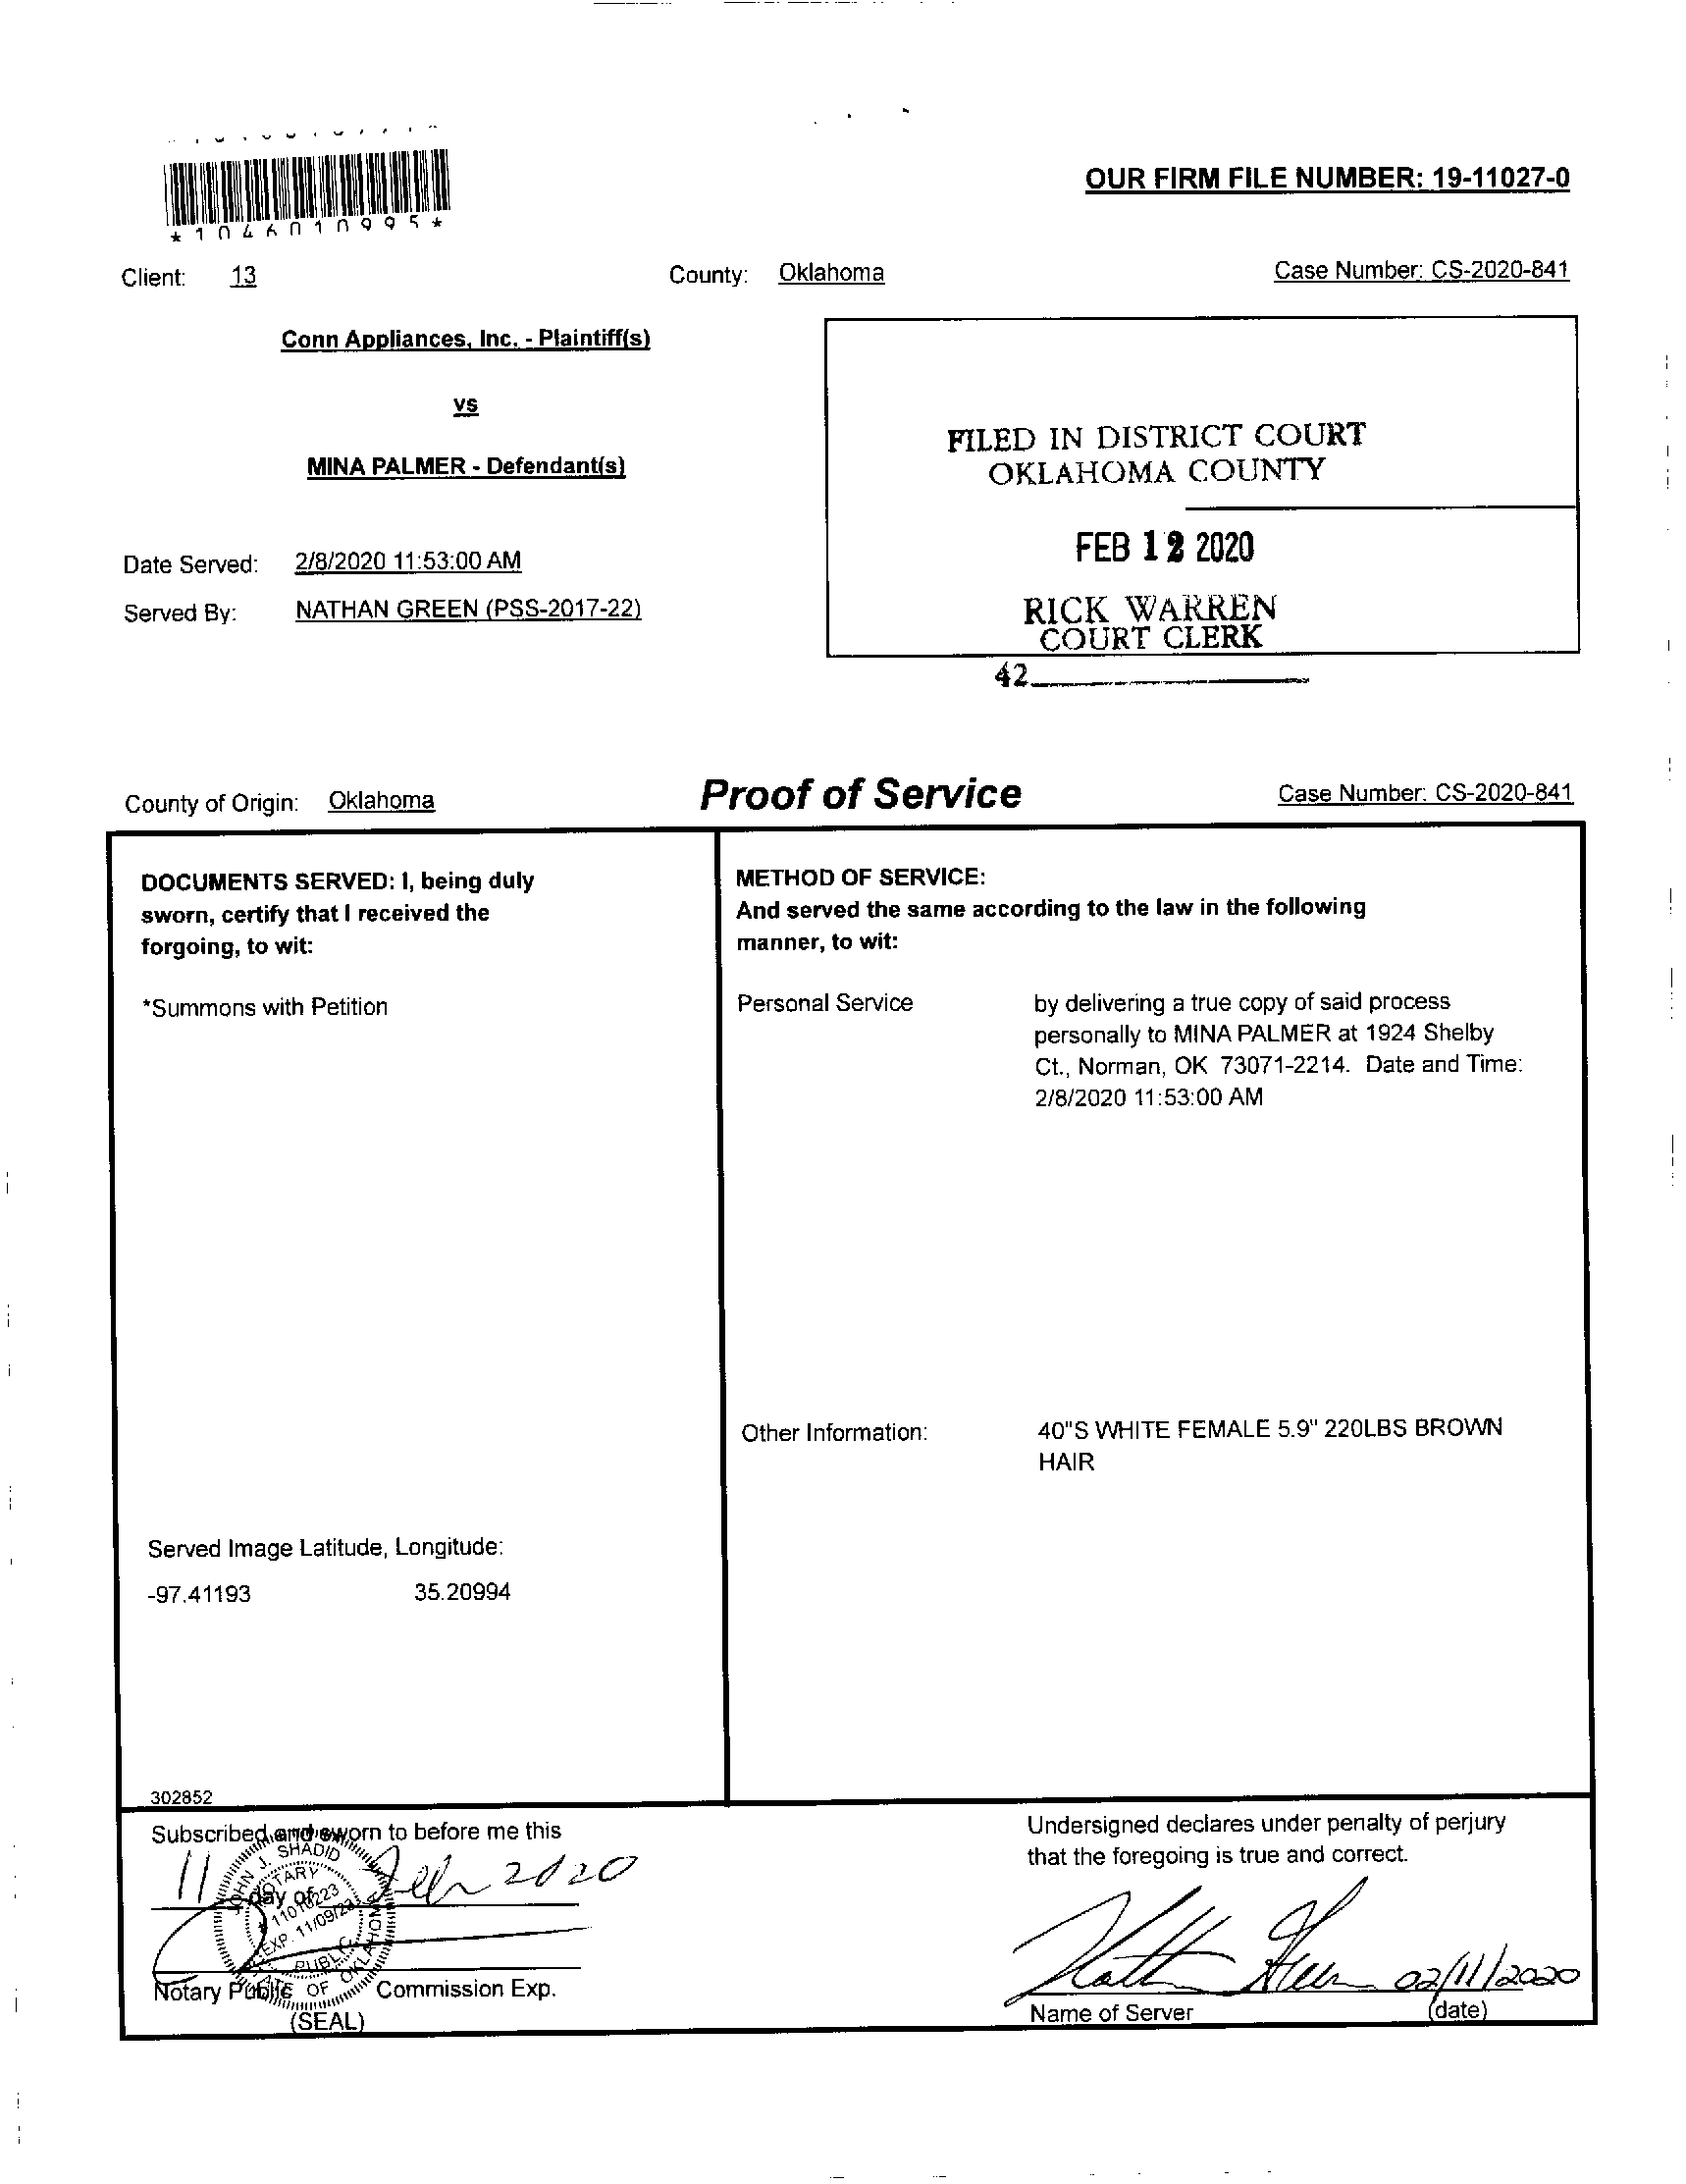 *1046010995*
OUR FIRM FILE NUMBER: 19-11027-0
Client: 13 County: Oklahoma Case Number: CS-2020-841
Conn Appliances, Inc. - Plaintiff(s)
vs
MINA PALMER - Defendant(s)
FILED IN DISTRICT COURT
OKLAHOMA COUNTY
FEB 12 2020
RICK WARREN
COURT CLERK
42
Date Served: 2/8/2020 11:53:00 AM
Served By: NATHAN GREEN (PSS-2017-22)
County of Origin: Oklahoma Proof of Service Case Number: CS-2020-841
DOCUMENTS SERVED: I, being duly
sworn, certify that I received the
forgoing, to wit:
*Summons with Petition
METHOD OF SERVICE:
And served the same according to the law in the following
manner, to wit:
Personal Service by delivering a true copy of said process
personally to MINA PALMER at 1924 Shelby
Ct., Norman, OK 73071-2214. Date and Time:
2/8/2020 11:53:00 AM
Other Information: 40"S WHITE FEMALE 5.9" 220LBS BROWN
HAIR
Served Image Latitude, Longitude:
-97.41193 35.20994
302852
Subscribed and sworn to before me this
11 day of Feb 2020
JOHN J. SHADID
NOTARY
EXP. 11/09/23
PUBLIC
STATE OF OKLAHOMA
Notary Public Commission Exp.
(SEAL)
Undersigned declares under penalty of perjury
that the foregoing is true and correct.
02/11/2020
Name of Server (date)